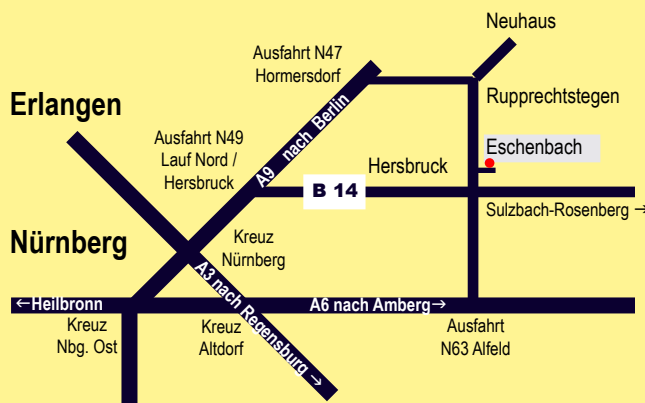 Neuhaus
Ausfahrt N47
Hormersdorf
Erlangen
Rupprechtstegen
Ausfahrt N49
Lauf Nord /
Hersbruck
A9 nach Berlin
Eschenbach
Hersbruck
B 14
Sulzbach-Rosenberg →
Nürnberg
Kreuz
Nürnberg
A3 nach Regensburg →
←Heilbronn
A6 nach Amberg→
Kreuz
Nbg. Ost
Kreuz
Altdorf
Ausfahrt
N63 Alfeld